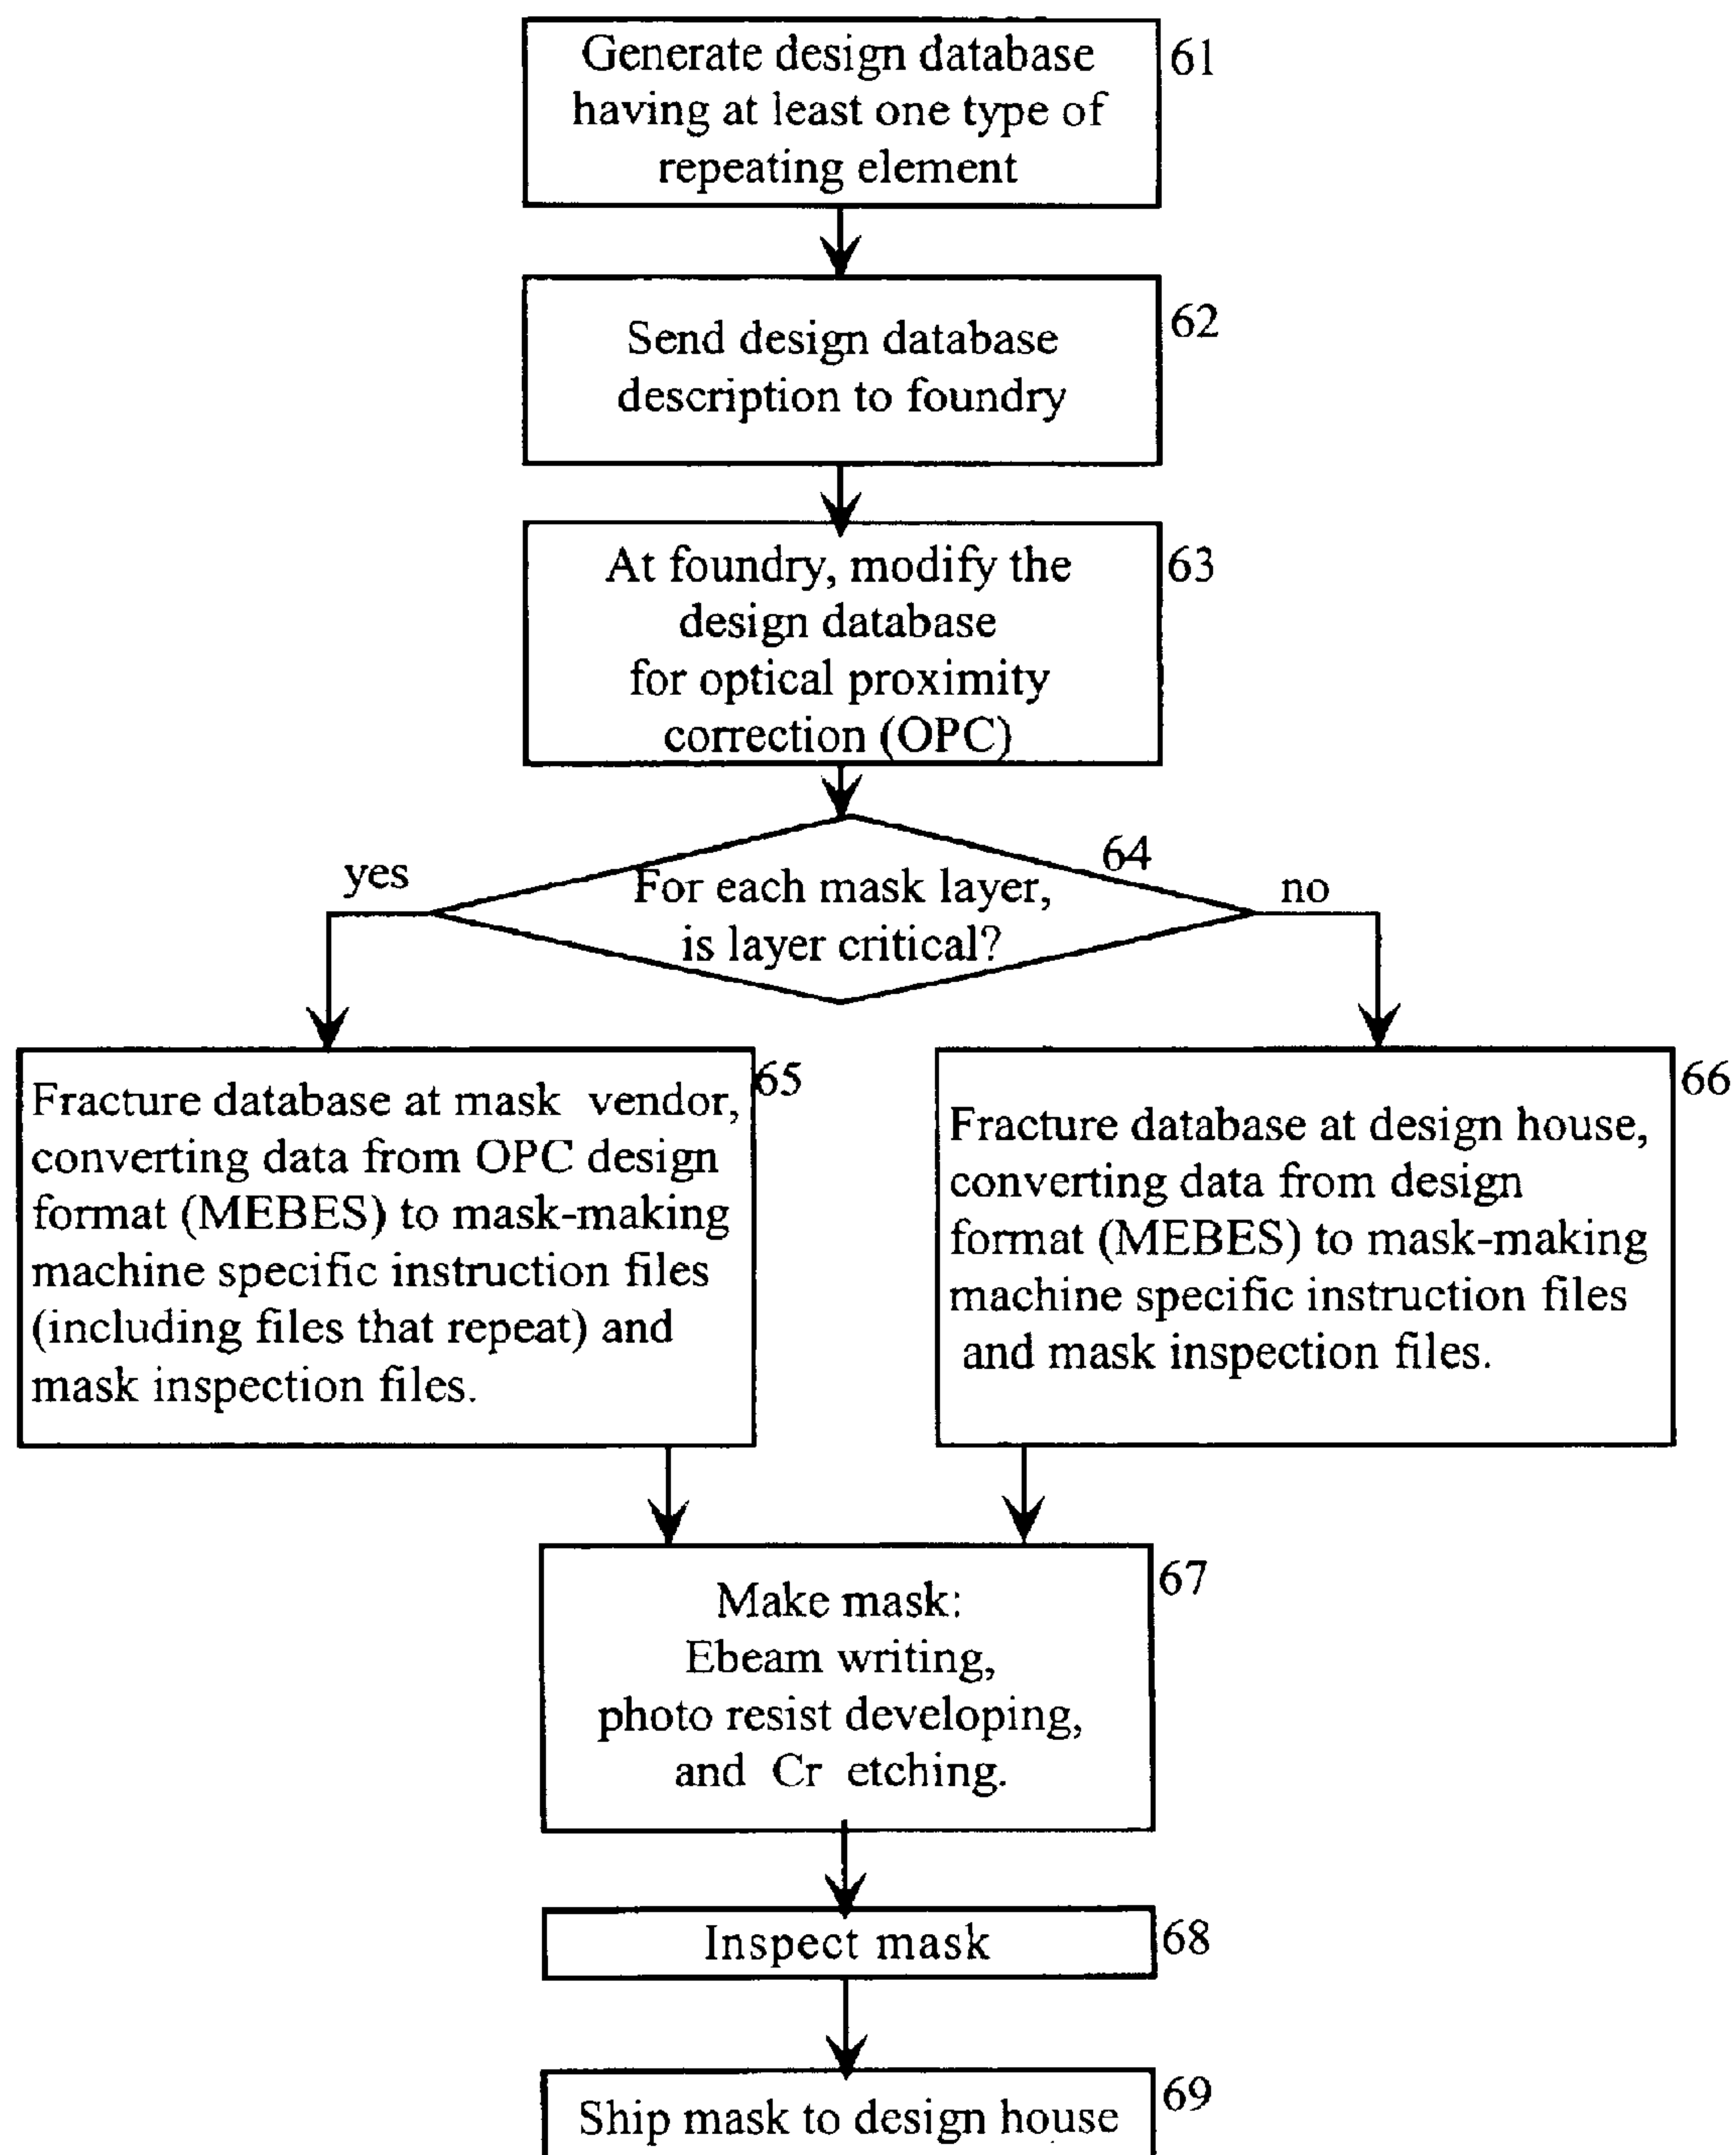 Generate design database
having at least one type of
repeating element
61
Send design database
description to foundry
62
At foundry, modify the
design database
for optical proximity
correction (OPC)
63
64
yes
For each mask layer,
is layer critical?
no
Fracture database at mask vendor,
converting data from OPC design
format (MEBES) to mask-making
machine specific instruction files
(including files that repeat) and
mask inspection files.
65
Fracture database at design house,
converting data from design
format (MEBES) to mask-making
machine specific instruction files
and mask inspection files.
66
Make mask:
Ebeam writing,
photo resist developing,
and Cr etching.
67
Inspect mask
68
Ship mask to design house
69